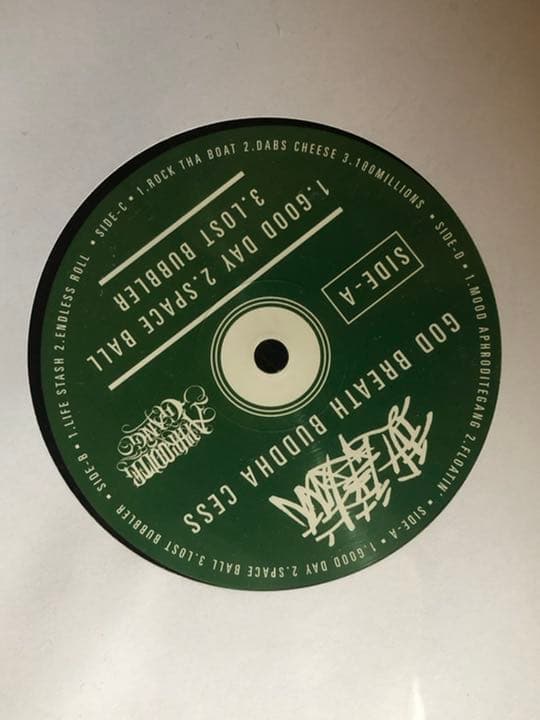 SIDE-A
1.GOOD DAY 2.SPACE BALL
3.LOST BUBBLER
GOD BREATH BUDDHA CESS
APHRODITE
GANG
• SIDE-A • 1.GOOD DAY 2.SPACE BALL 3.LOST BUBBLER • SIDE-B • 1.LIFE STASH 2.ENDLESS ROLL • SIDE-C • 1.ROCK THA BOAT 2.DABS CHEESE 3.100MILLIONS • SIDE-D • 1.MOOD APHRODITEGANG 2.FLOATIN'